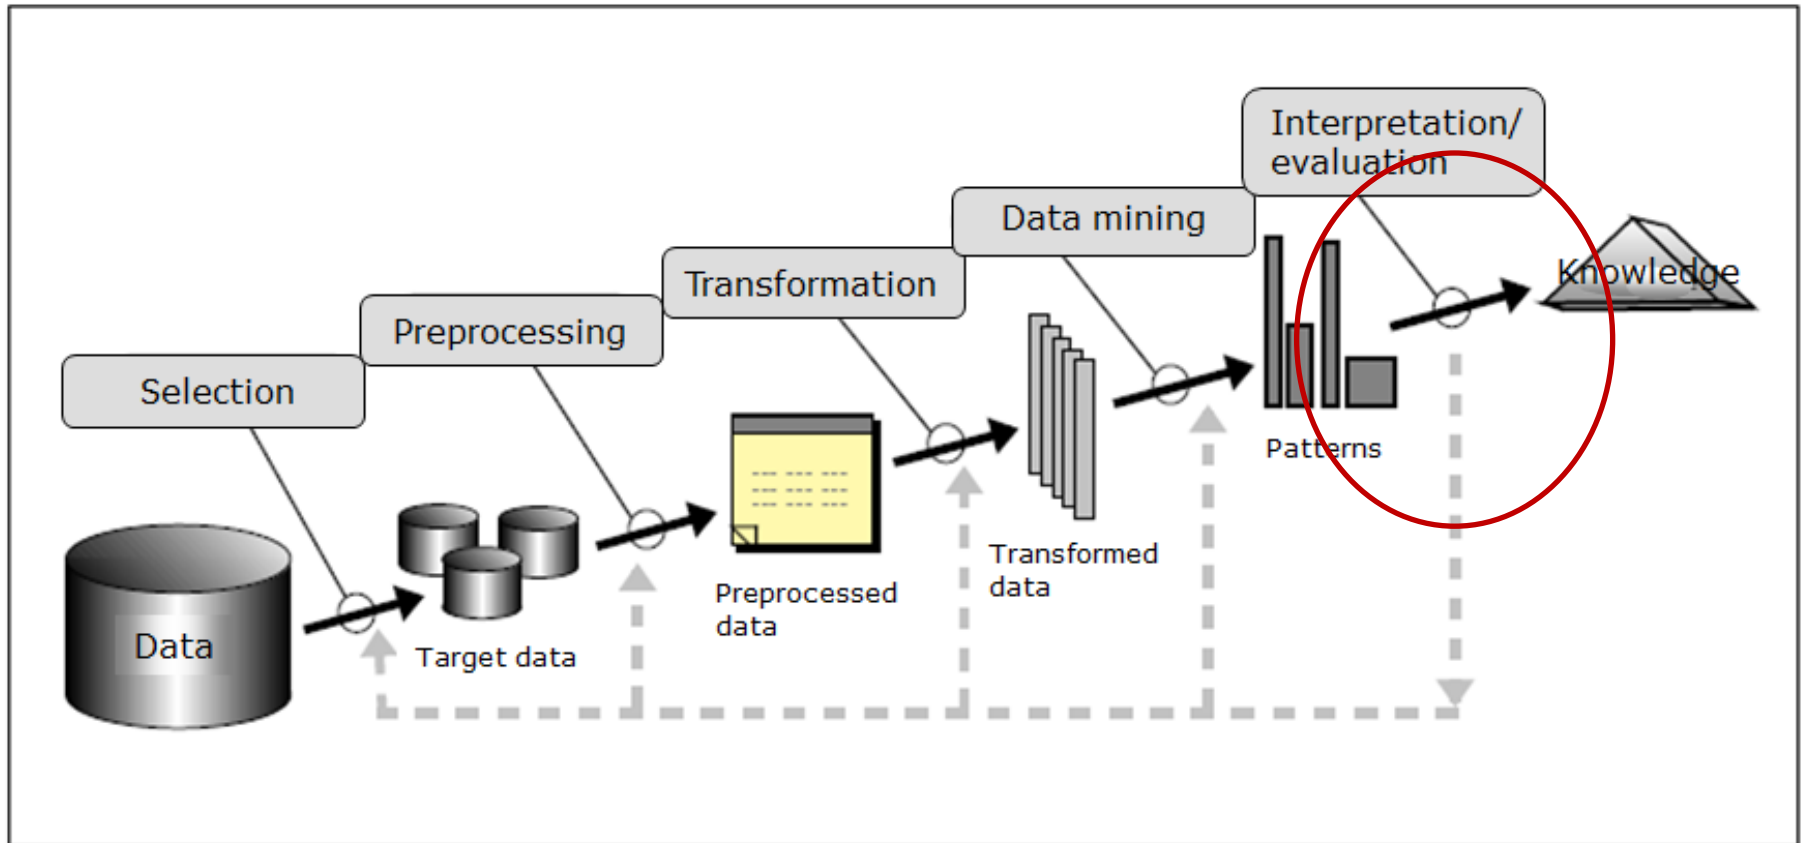 Interpretation/
evaluation
Data mining
Transformation
Preprocessing
Selection
Knowledge
Patterns
Transformed
data
Preprocessed
data
Target data
Data